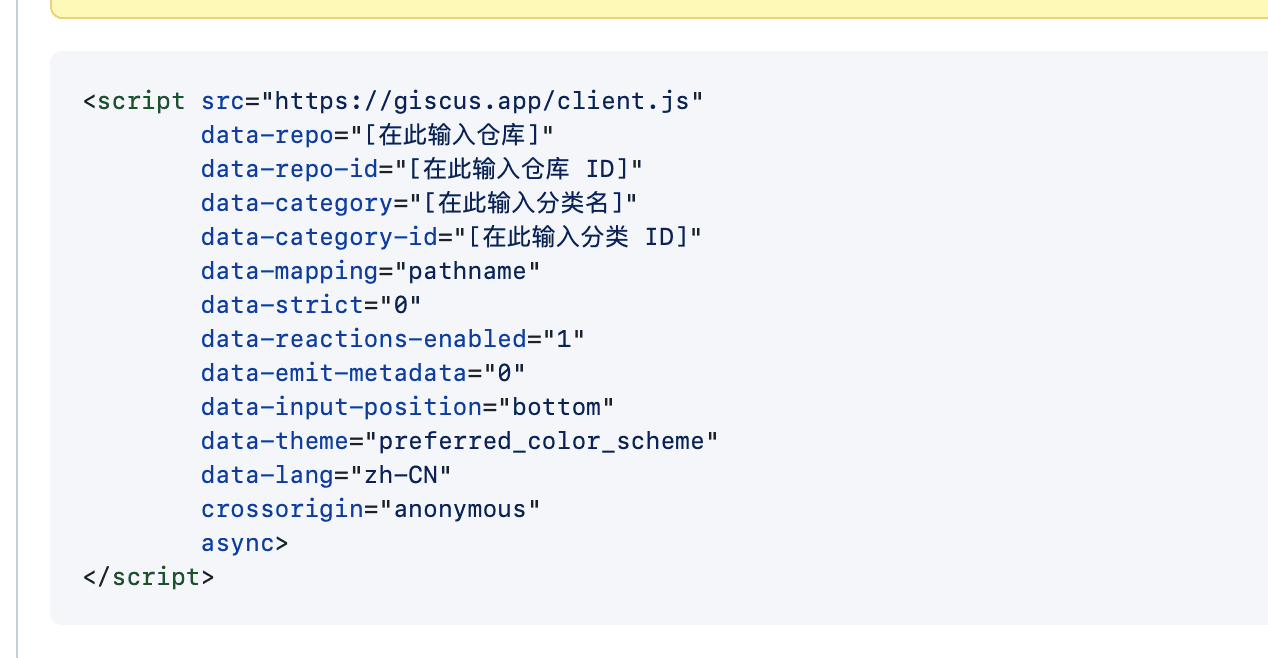 <script src="https://giscus.app/client.js"
        data-repo="[在此输入仓库]"
        data-repo-id="[在此输入仓库 ID]"
        data-category="[在此输入分类名]"
        data-category-id="[在此输入分类 ID]"
        data-mapping="pathname"
        data-strict="0"
        data-reactions-enabled="1"
        data-emit-metadata="0"
        data-input-position="bottom"
        data-theme="preferred_color_scheme"
        data-lang="zh-CN"
        crossorigin="anonymous"
        async>
</script>